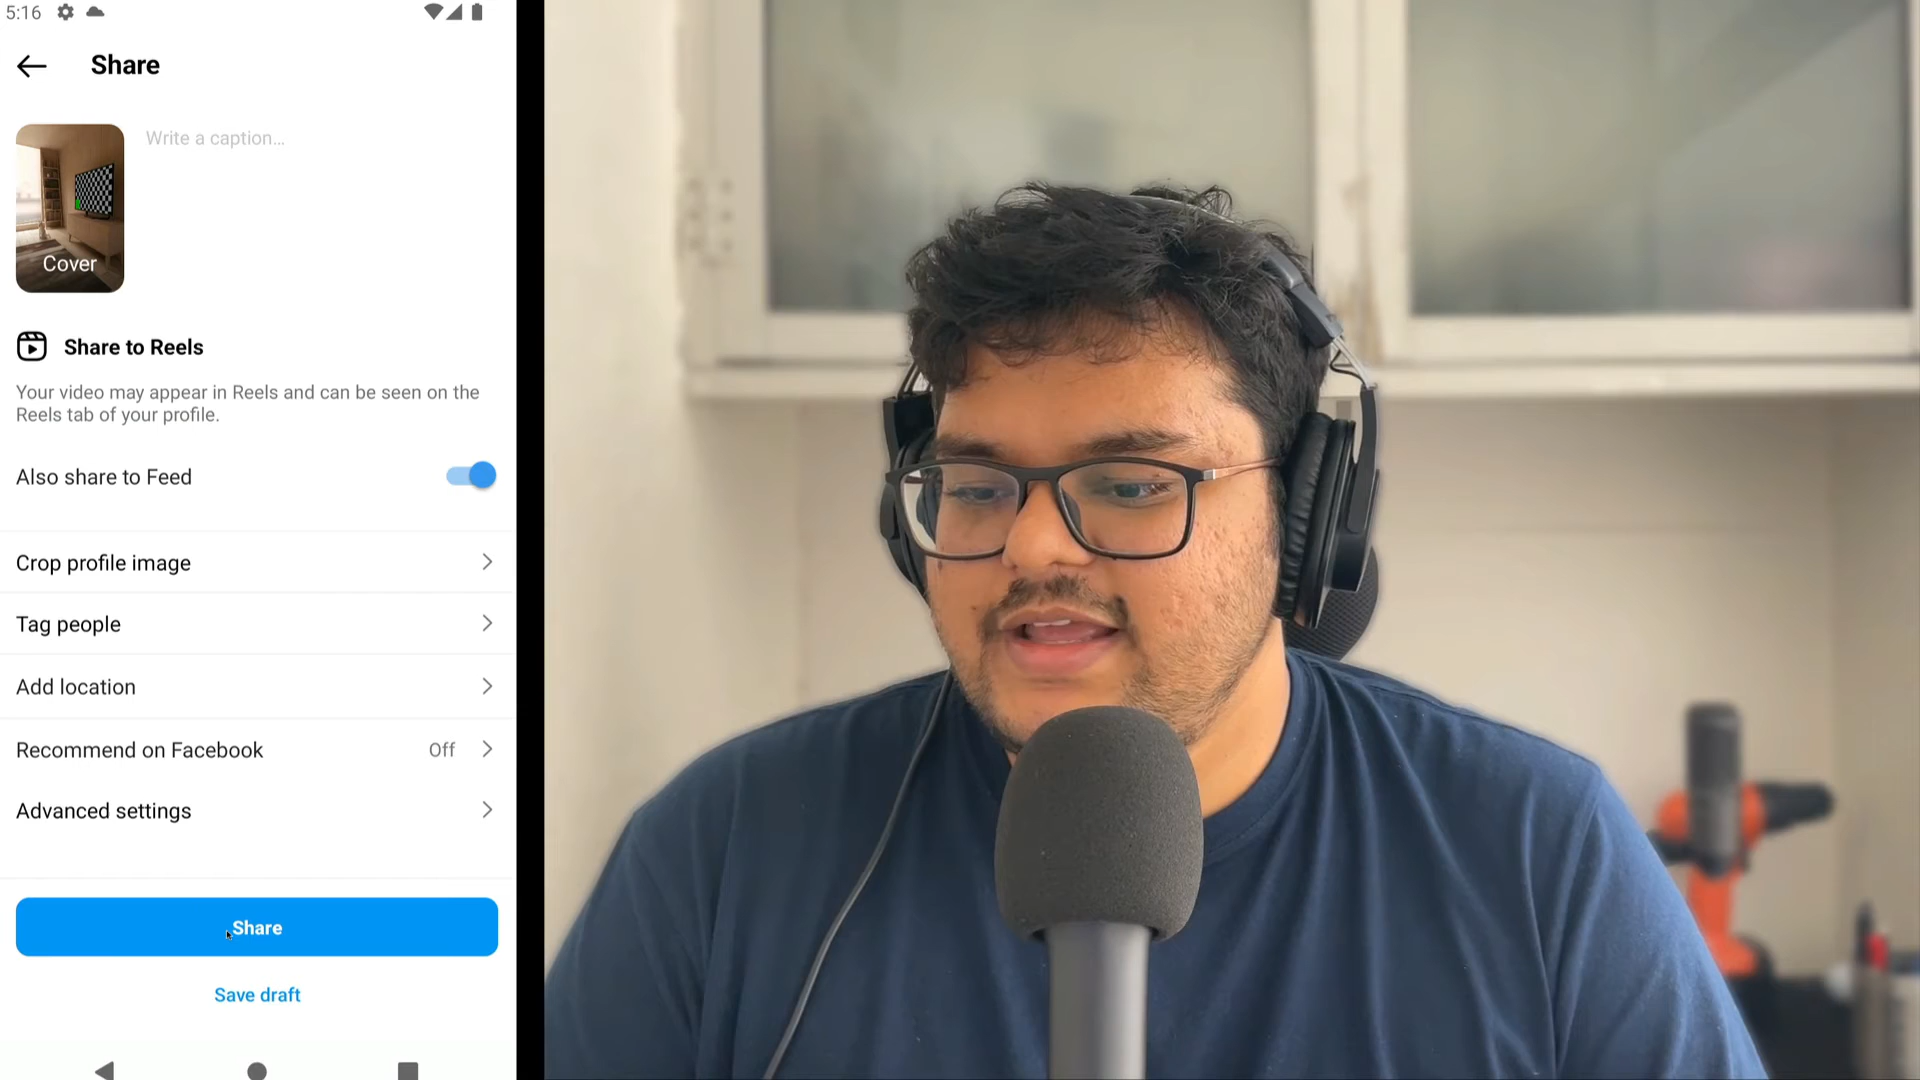 5:16
Share
Write a caption...
Cover
Share to Reels
Your video may appear in Reels and can be seen on the
Reels tab of your profile.
Also share to Feed
Crop profile image
Tag people
Add location
Recommend on Facebook Off
Advanced settings
Share
Save draft